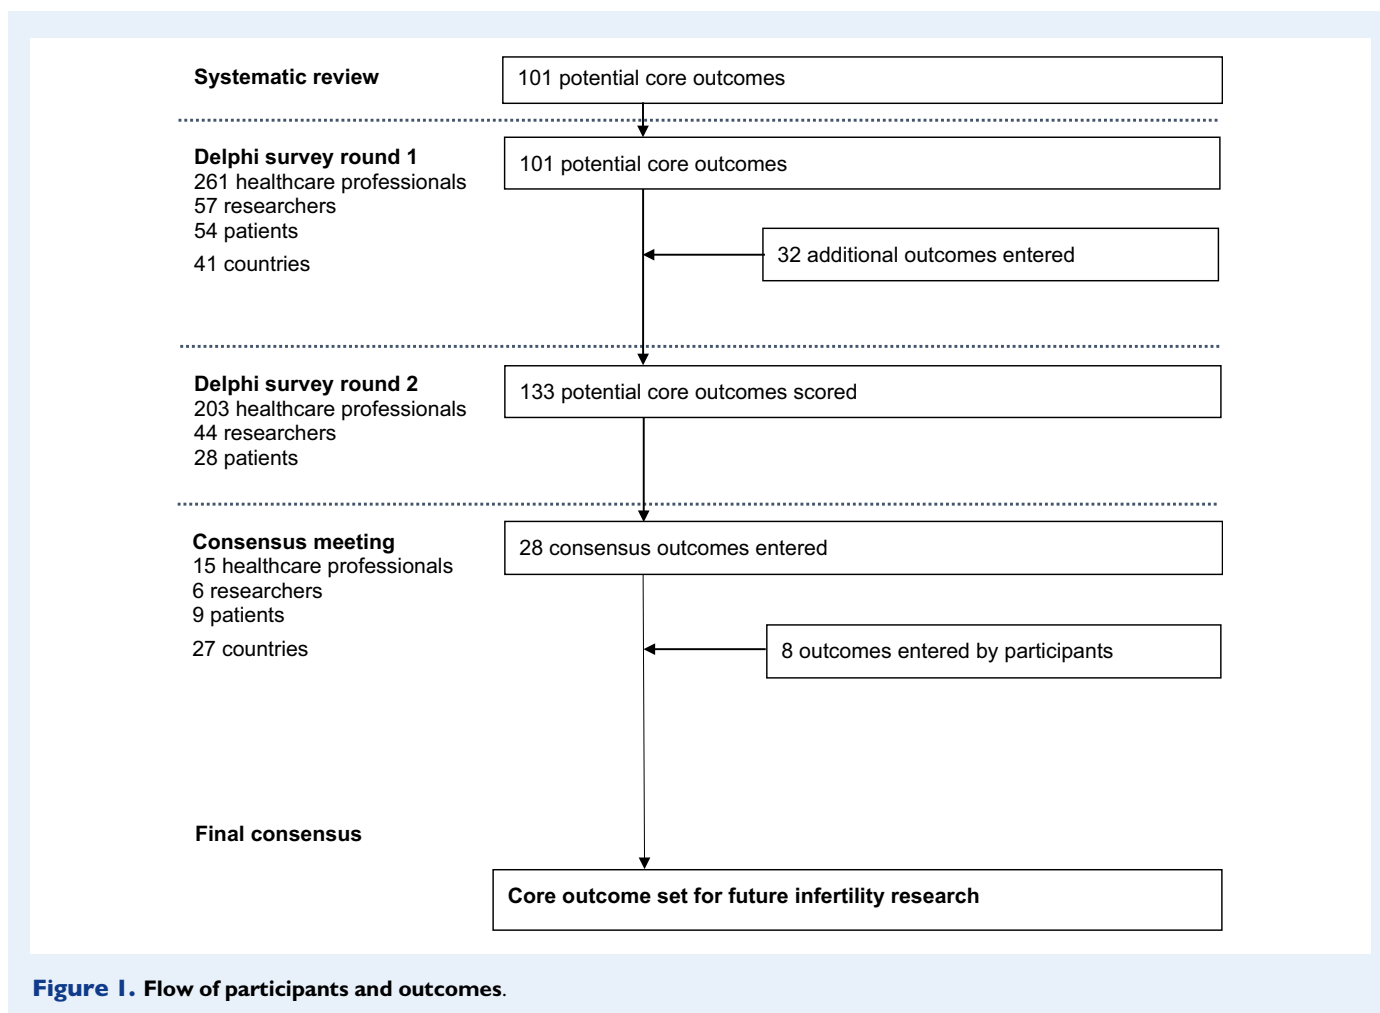 Systematic review
101 potential core outcomes
Delphi survey round 1
261 healthcare professionals
57 researchers
54 patients
41 countries
101 potential core outcomes
32 additional outcomes entered
Delphi survey round 2
203 healthcare professionals
44 researchers
28 patients
133 potential core outcomes scored
Consensus meeting
15 healthcare professionals
6 researchers
9 patients
27 countries
28 consensus outcomes entered
8 outcomes entered by participants
Final consensus
Core outcome set for future infertility research
Figure 1. Flow of participants and outcomes.